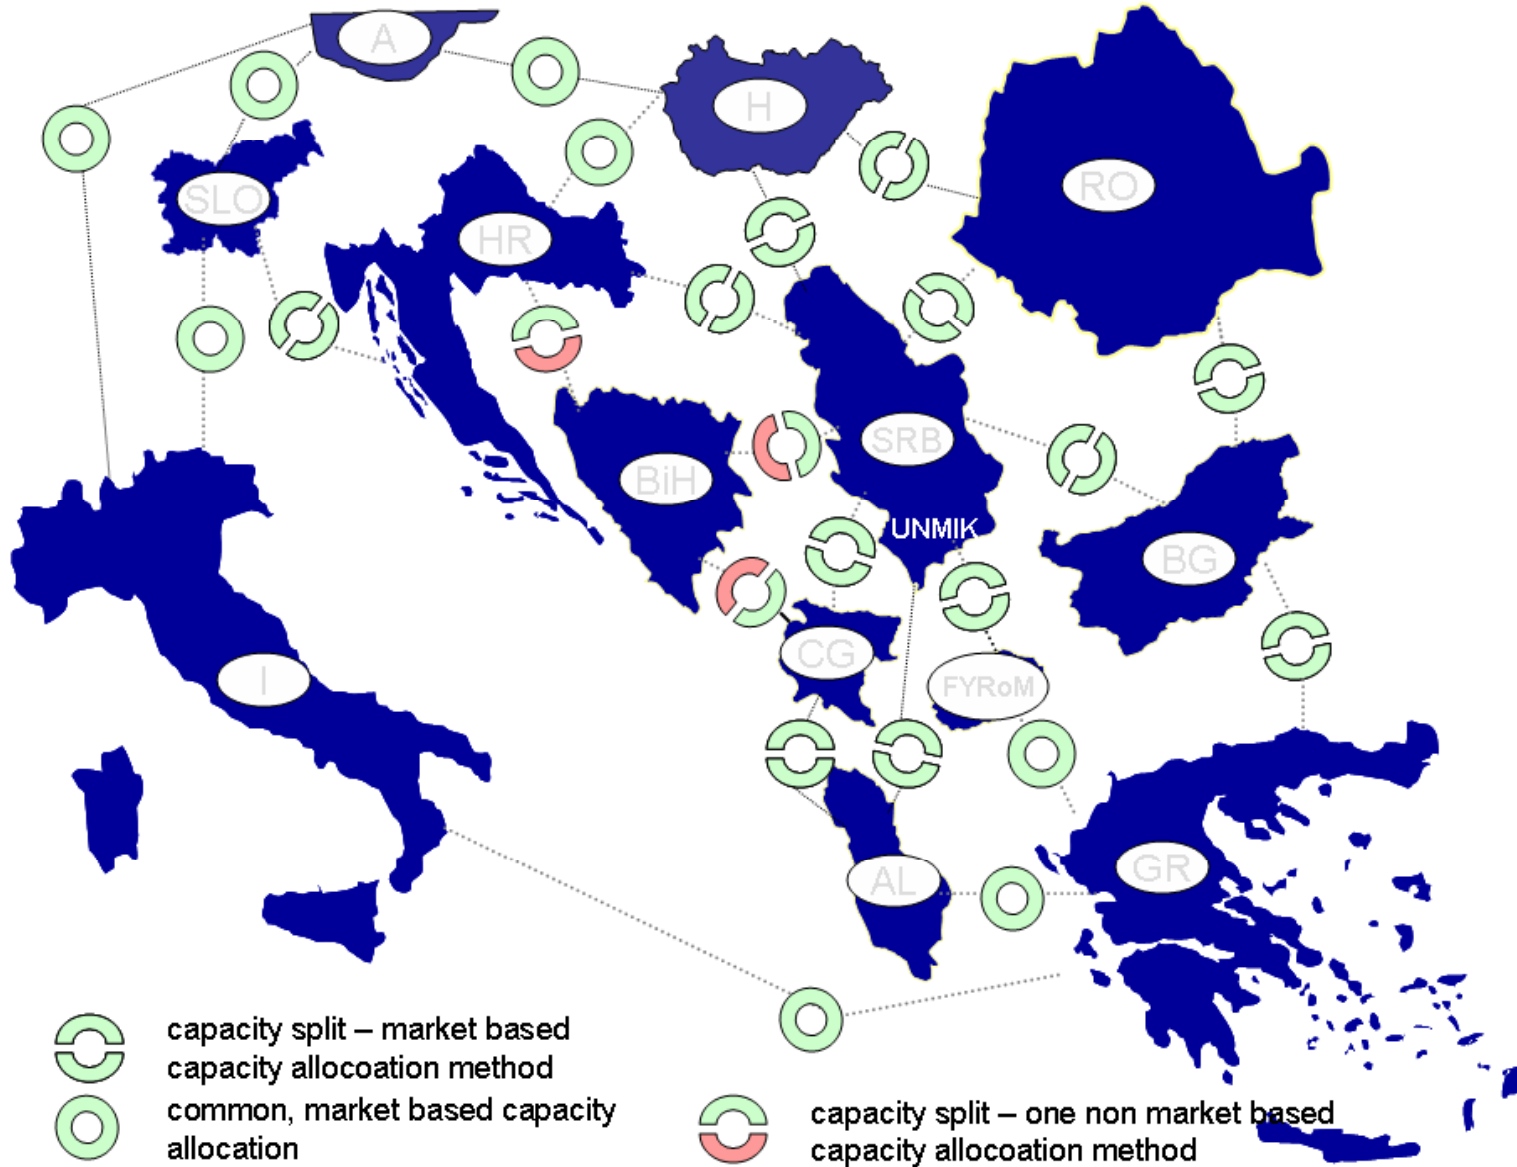 A
H
RO
SLO
HR
SRB
BiH
UNMIK
BG
CG
I
FYRoM
GR
AL
capacity split – market based
capacity allocoation method
common, market based capacity
allocation
capacity split – one non market based
capacity allocoation method